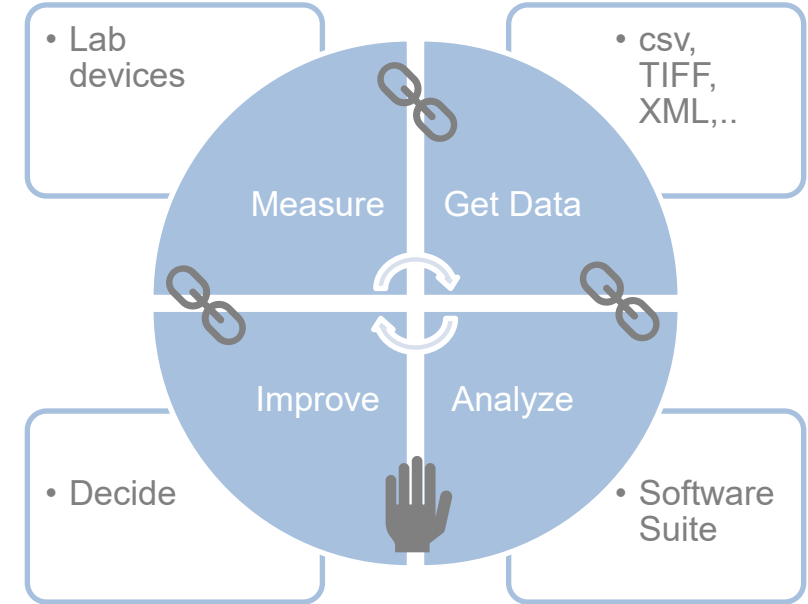 • Lab
devices
• csv,
TIFF,
XML,..
Measure
Get Data
Improve
Analyze
• Decide
• Software
Suite